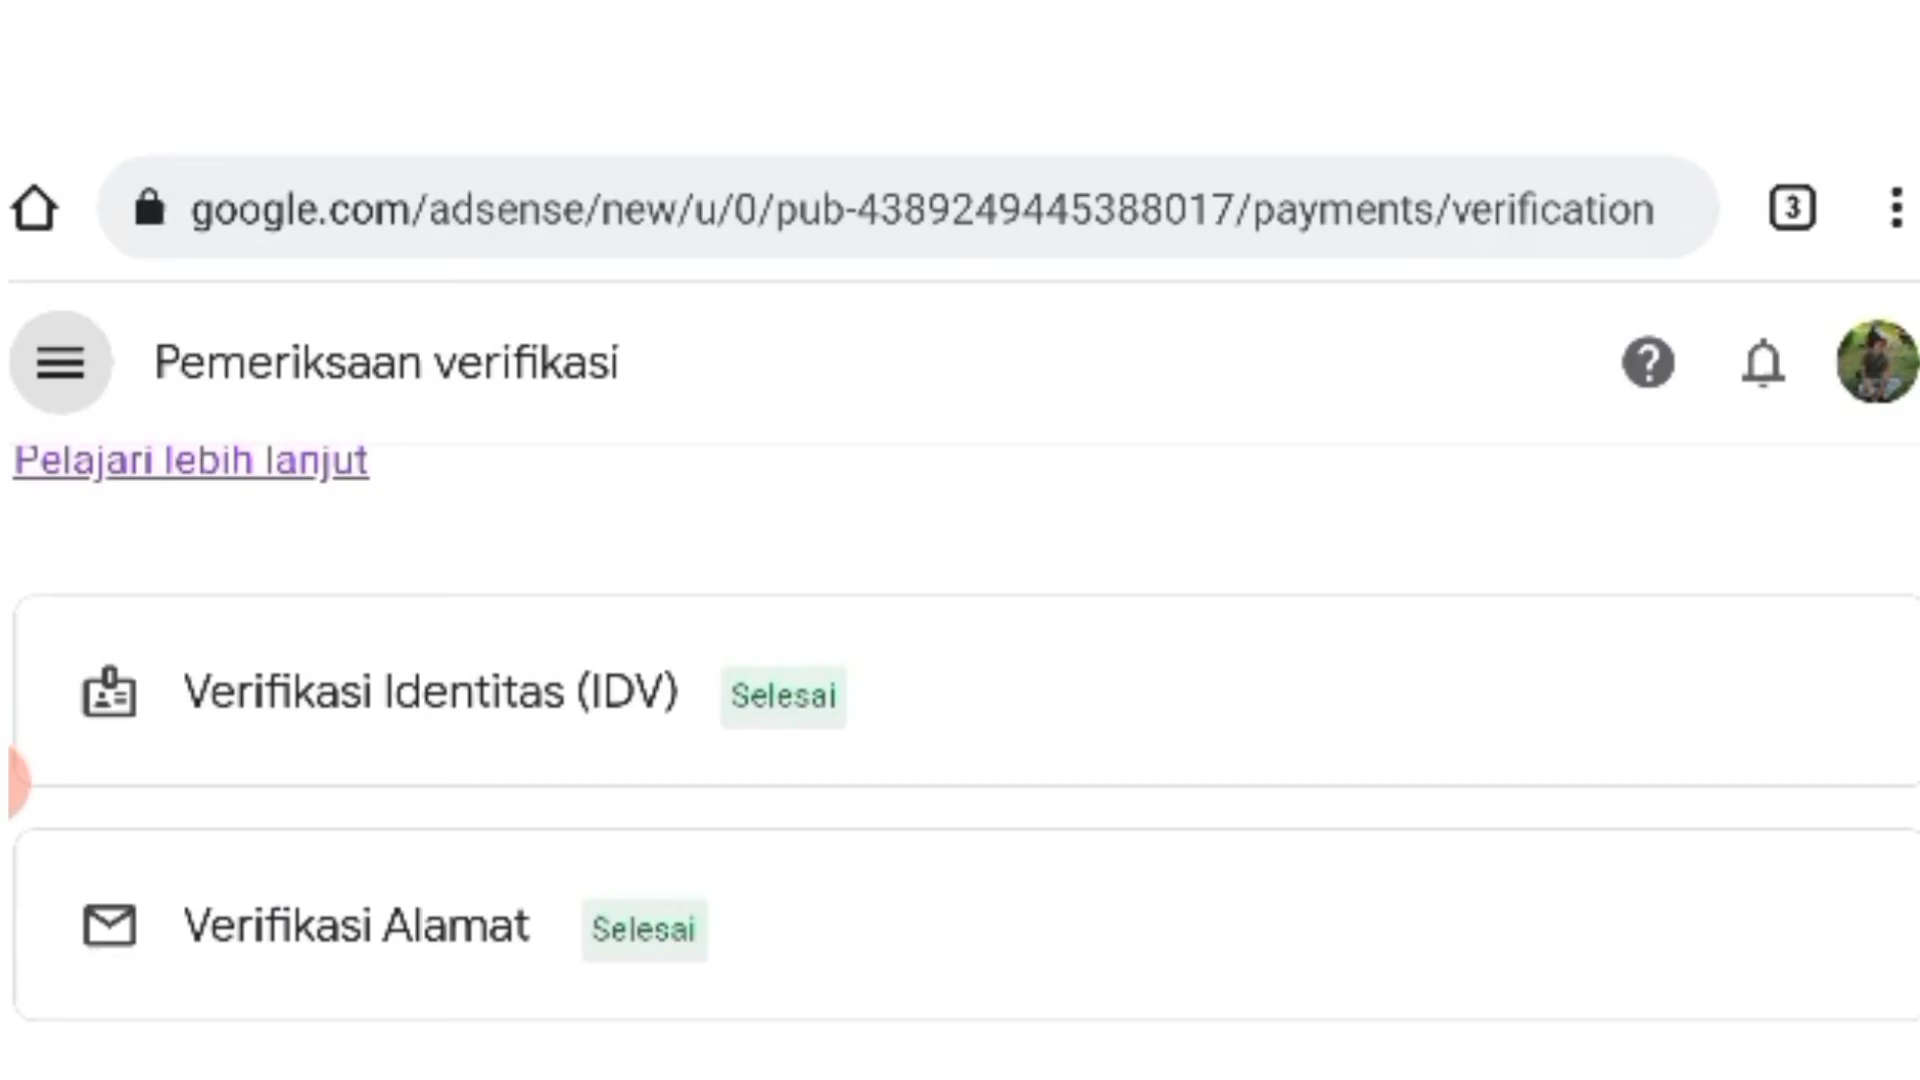 google.com/adsense/new/u/0/pub-4389249445388017/payments/verification
3
Pemeriksaan verifikasi
Pelajari lebih lanjut
Verifikasi Identitas (IDV)
Selesai
Verifikasi Alamat
Selesai